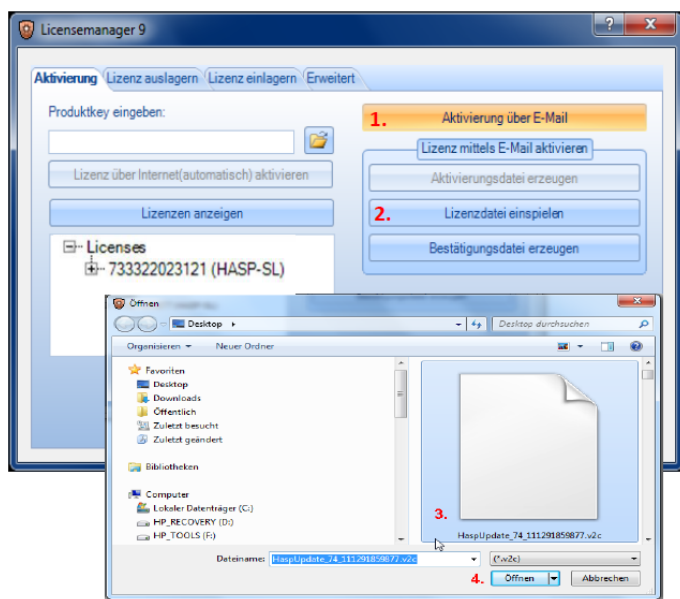 Licensemanager 9
Aktivierung Lizenz auslagern Lizenz einlagern Erweitert
Produktkey eingeben:
Lizenz über Internet(automatisch) aktivieren
Lizenzen anzeigen
Licenses
733322023121 (HASP-SL)
1. Aktivierung über E-Mail
Lizenz mittels E-Mail aktivieren
Aktivierungsdatei erzeugen
2. Lizenzdatei einspielen
Bestätigungsdatei erzeugen
Öffnen
Desktop
Desktop durchsuchen
Organisieren Neuer Ordner
Favoriten
Desktop
Downloads
Öffentlich
Zuletzt besucht
Zuletzt geändert
Bibliotheken
Computer
Lokaler Datenträger (C:)
HP_RECOVERY (D:)
HP_TOOLS (F:)
3.
HaspUpdate_74_111291859877.v2c
Dateiname: HaspUpdate_74_111291859877.v2c (*.v2c)
4. Öffnen Abbrechen